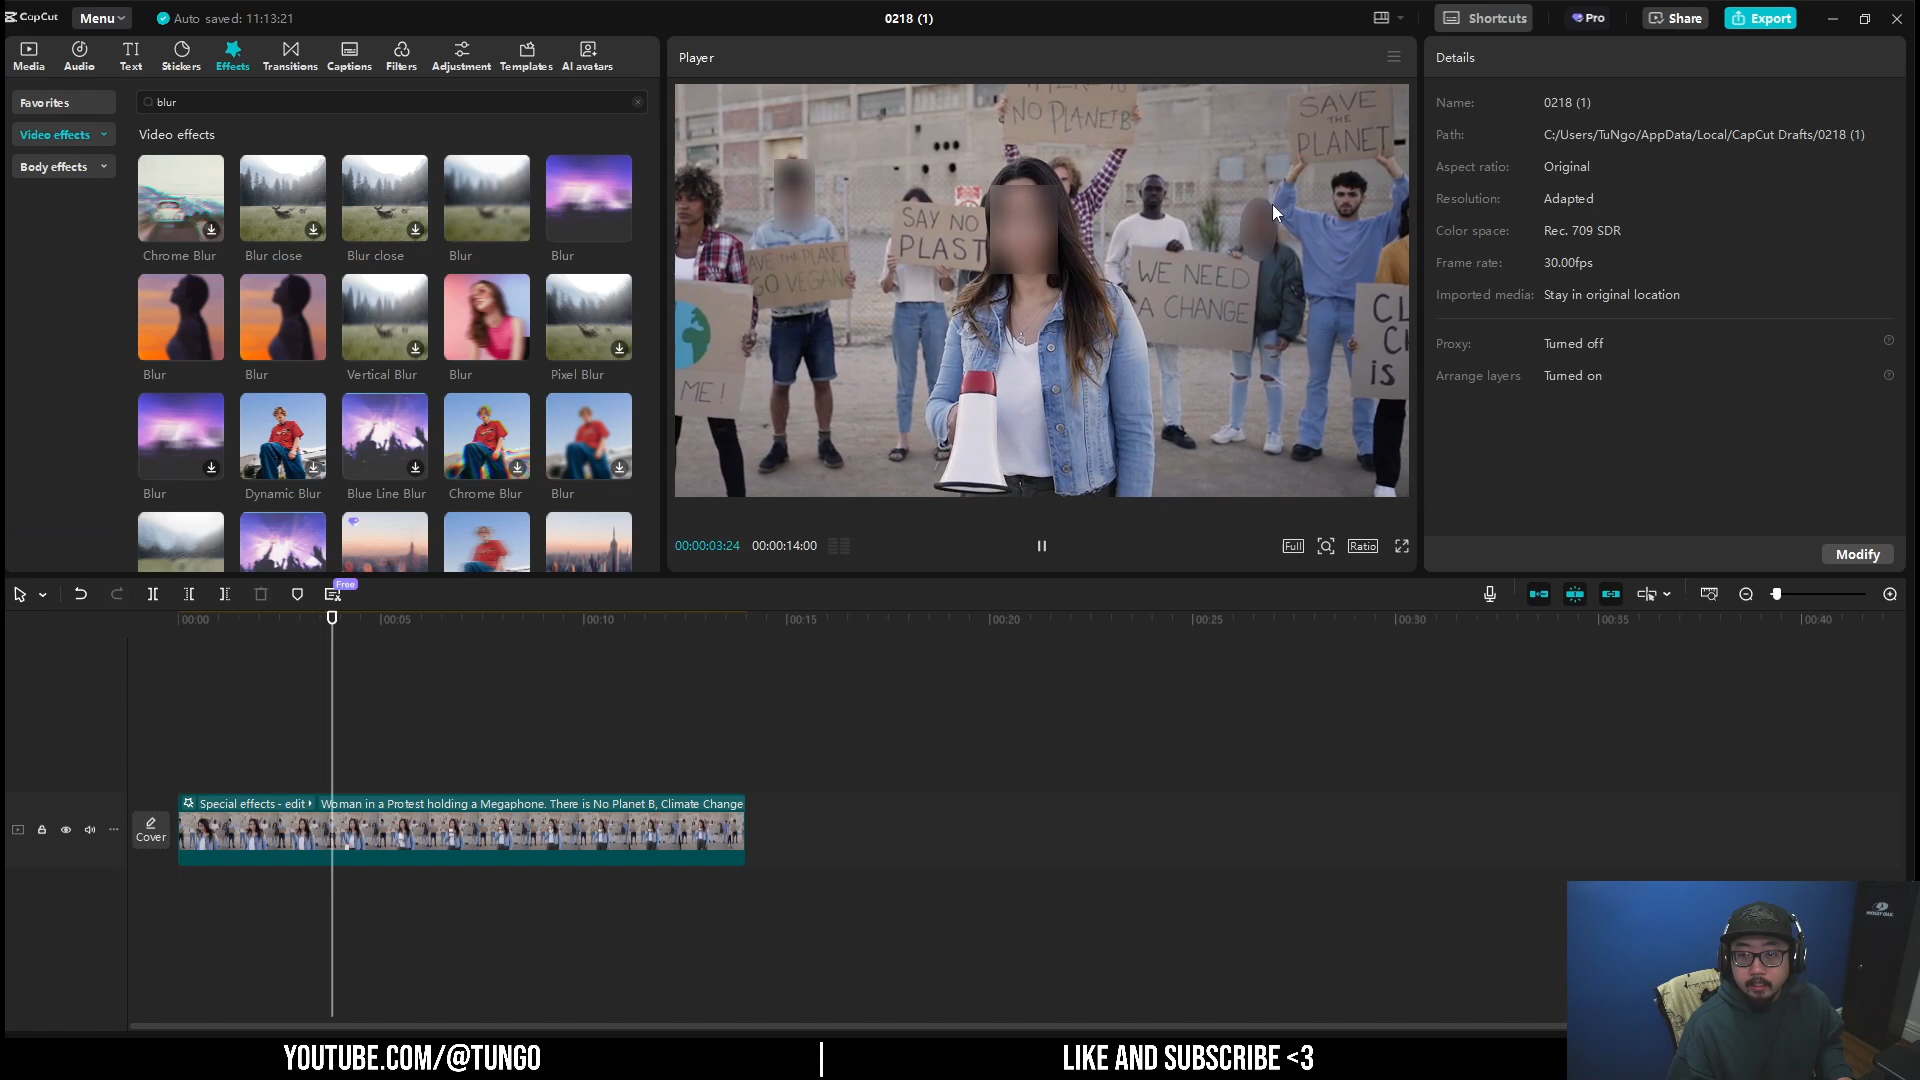 CapCut
Menu
Auto saved: 11:13:21
0218 (1)
Shortcuts
Pro
Share
Export
Media
Audio
TI
Text
Stickers
Effects
Transitions
Captions
Filters
Adjustment
Templates
AI avatars
Favorites
Video effects
Body effects
blur
Video effects
Chrome Blur
Blur close
Blur close
Blur
Blur
Blur
Blur
Vertical Blur
Blur
Pixel Blur
Blur
Dynamic Blur
Blue Line Blur
Chrome Blur
Blur
Player
NO PLANET B
SAVE
THE
PLANET
SAY NO
PLAST
AVE THE PLANET
GO VEGAN
WE NEED
A CHANGE
ME!
CL
C
is
00:00:03:24
00:00:14:00
Full
Ratio
Details
Name: 0218 (1)
Path: C:/Users/TuNgo/AppData/Local/CapCut Drafts/0218 (1)
Aspect ratio: Original
Resolution: Adapted
Color space: Rec. 709 SDR
Frame rate: 30.00fps
Imported media: Stay in original location
Proxy: Turned off
Arrange layers Turned on
Modify
Free
00:00
00:05
00:10
00:15
00:20
00:25
00:30
00:35
00:40
Special effects - edit
Woman in a Protest holding a Megaphone. There is No Planet B, Climate Change
Cover
MOSSY OAK
YOUTUBE.COM/@TUNGO
LIKE AND SUBSCRIBE <3